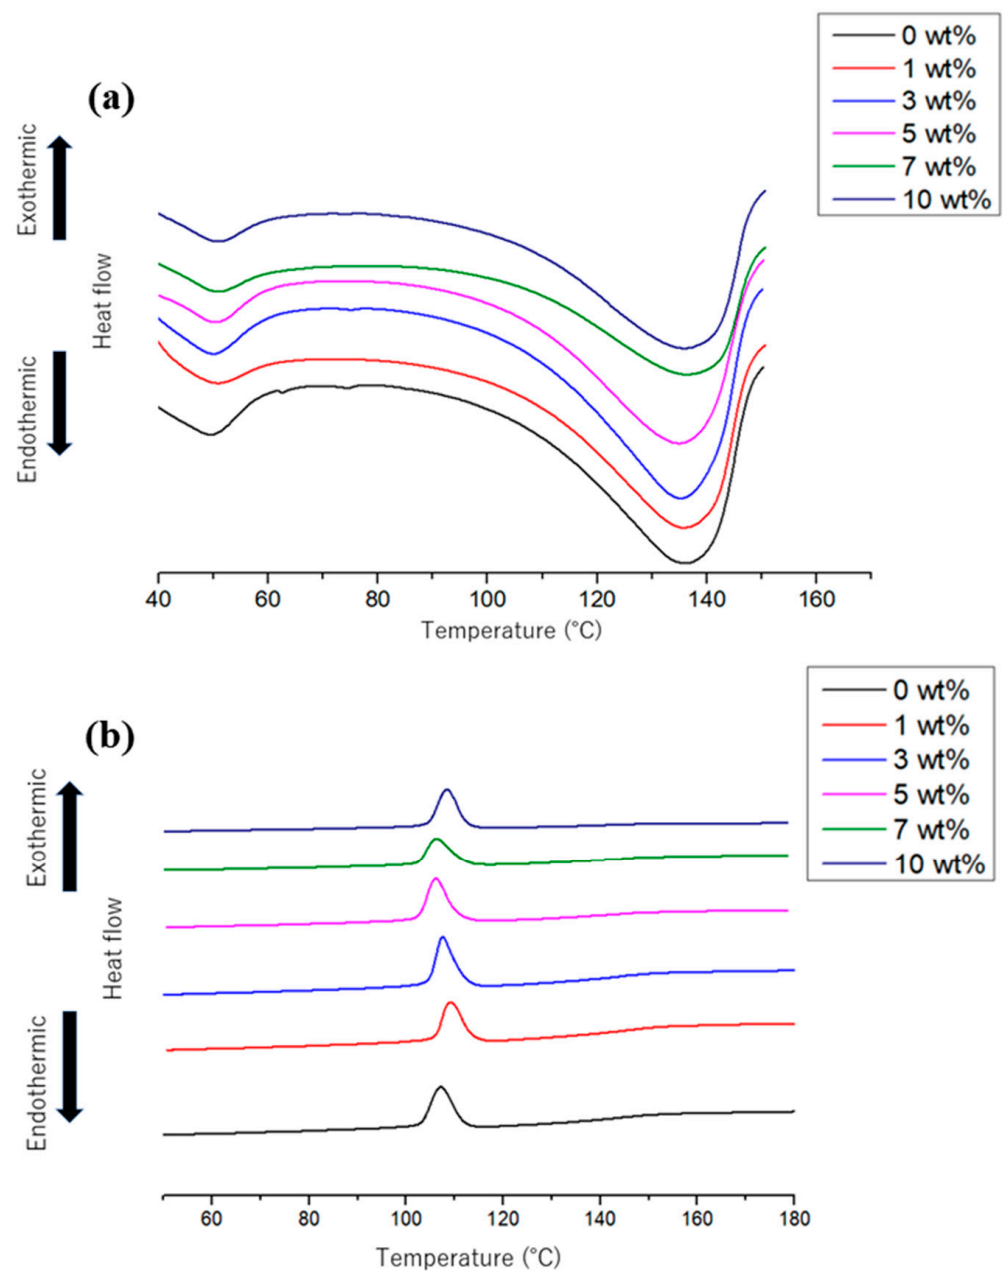 (a)
0 wt%
1 wt%
3 wt%
5 wt%
7 wt%
10 wt%
Exothermic
Heat flow
Endothermic
40 60 80 100 120 140 160
Temperature (°C)
(b)
0 wt%
1 wt%
3 wt%
5 wt%
7 wt%
10 wt%
Exothermic
Heat flow
Endothermic
60 80 100 120 140 160 180
Temperature (°C)